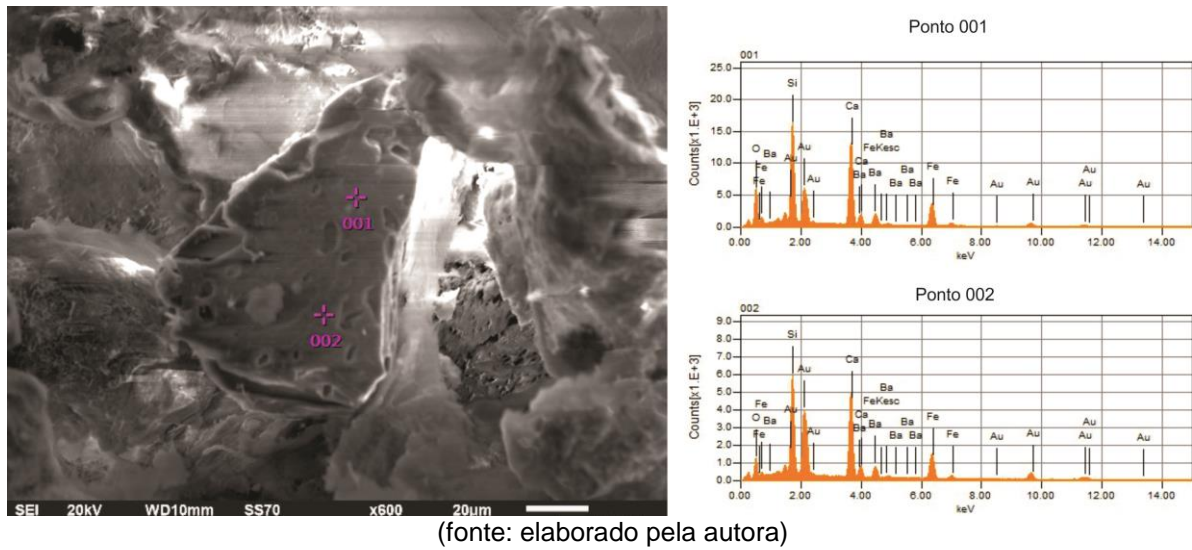 001
002
SEI 20kV WD10mm SS70 x600 20µm
Ponto 001
001
Counts[x1.E+3]
25.0
20.0
15.0
10.0
5.0
0.0
Si
Ca
O
Fe
Fe
Ba
Au
Au
Au
Ba
FeKesc
Ca
Ba
Ba
Ba
Ba
Ba
Fe
Fe
Au
Au
Au
Au
Au
0.00 2.00 4.00 6.00 8.00 10.00 12.00 14.00
keV
Ponto 002
002
Counts[x1.E+3]
9.0
8.0
7.0
6.0
5.0
4.0
3.0
2.0
1.0
0.0
Si
Ca
Fe
O
Fe
Ba
Au
Au
Au
Ba
FeKesc
Ca
Ba
Ba
Ba
Ba
Ba
Fe
Fe
Au
Au
Au
Au
Au
0.00 2.00 4.00 6.00 8.00 10.00 12.00 14.00
keV
(fonte: elaborado pela autora)